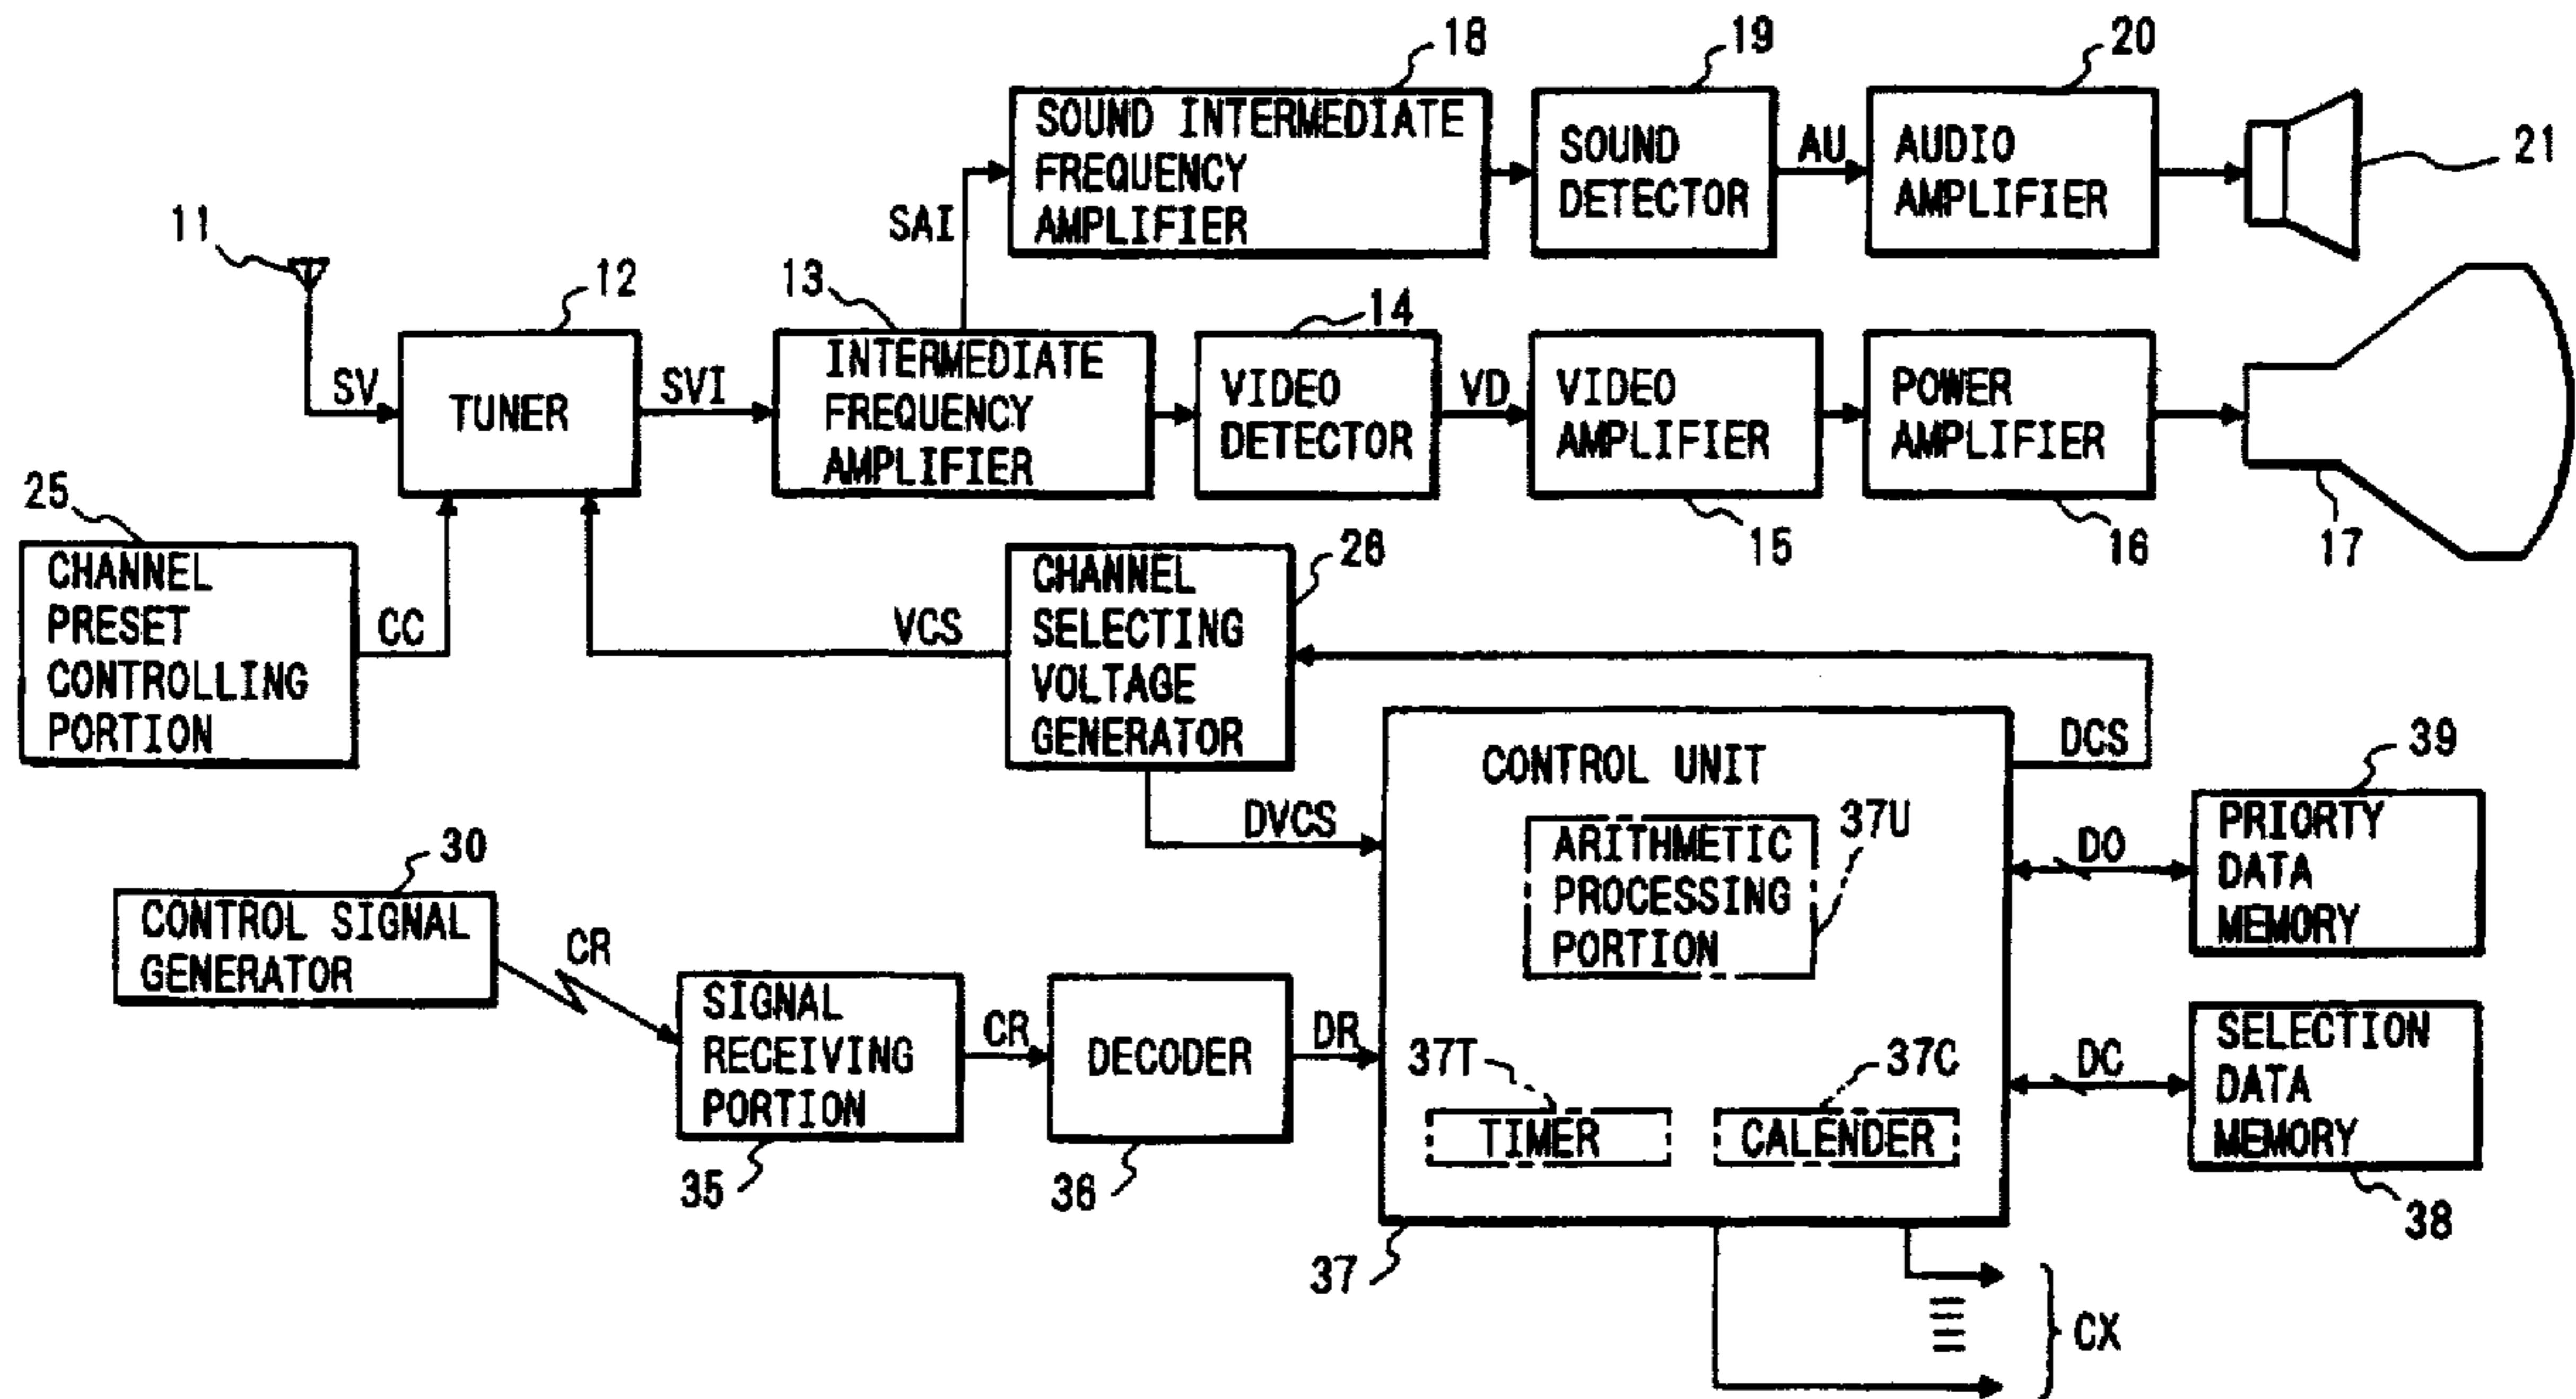 18
19
20
SOUND INTERMEDIATE
FREQUENCY
AMPLIFIER
SOUND
DETECTOR
AU
AUDIO
AMPLIFIER
21
SAI
11
12
13
14
SV
TUNER
SVI
INTERMEDIATE
FREQUENCY
AMPLIFIER
VIDEO
DETECTOR
VD
VIDEO
AMPLIFIER
POWER
AMPLIFIER
15
16
17
25
CHANNEL
PRESET
CONTROLLING
PORTION
CC
VCS
26
CHANNEL
SELECTING
VOLTAGE
GENERATOR
DVCS
DCS
CONTROL UNIT
37U
ARITHMETIC
PROCESSING
PORTION
39
DO
PRIORTY
DATA
MEMORY
30
CONTROL SIGNAL
GENERATOR
CR
SIGNAL
RECEIVING
PORTION
35
CR
DECODER
36
DR
37T
TIMER
37C
CALENDER
DC
SELECTION
DATA
MEMORY
38
37
CX